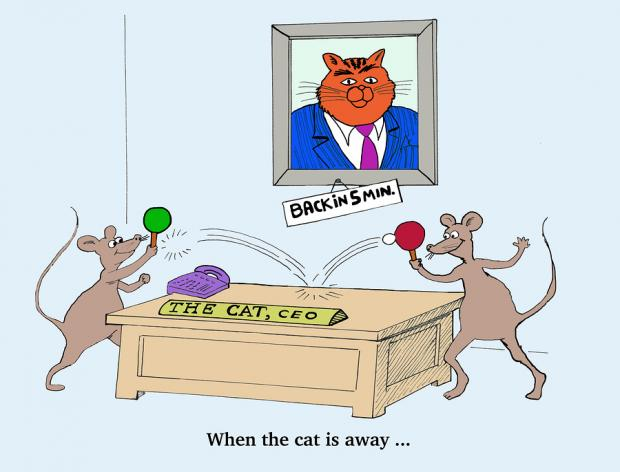 BACK IN 5 MIN.
THE CAT, CEO
When the cat is away ...